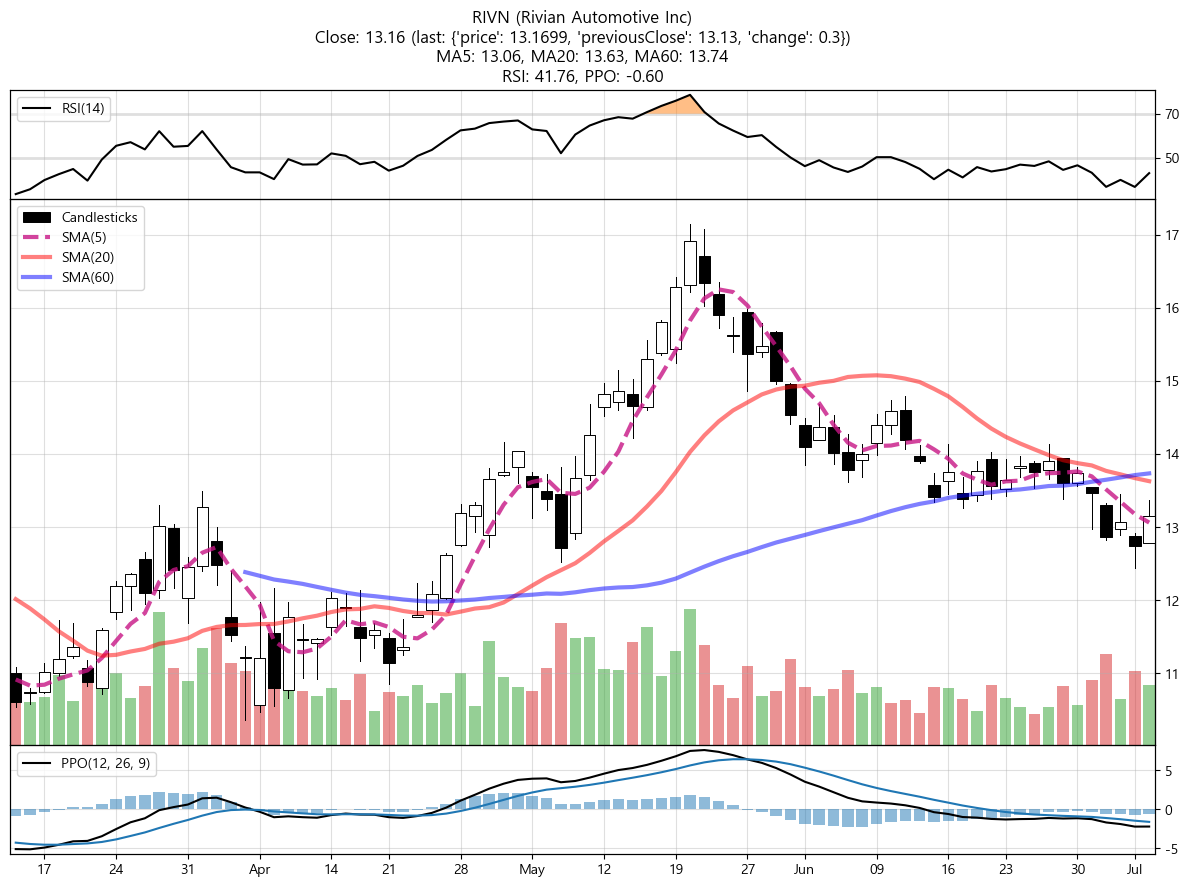 RIVN (Rivian Automotive Inc)
Close: 13.16 (last: {'price': 13.1699, 'previousClose': 13.13, 'change': 0.3})
MA5: 13.06, MA20: 13.63, MA60: 13.74
RSI: 41.76, PPO: -0.60
RSI(14)
70
50
Candlesticks
SMA(5)
SMA(20)
SMA(60)
17
16
15
14
13
12
11
PPO(12, 26, 9)
5
0
-5
17 24 31 Apr 14 21 28 May 12 19 27 Jun 09 16 23 30 Jul